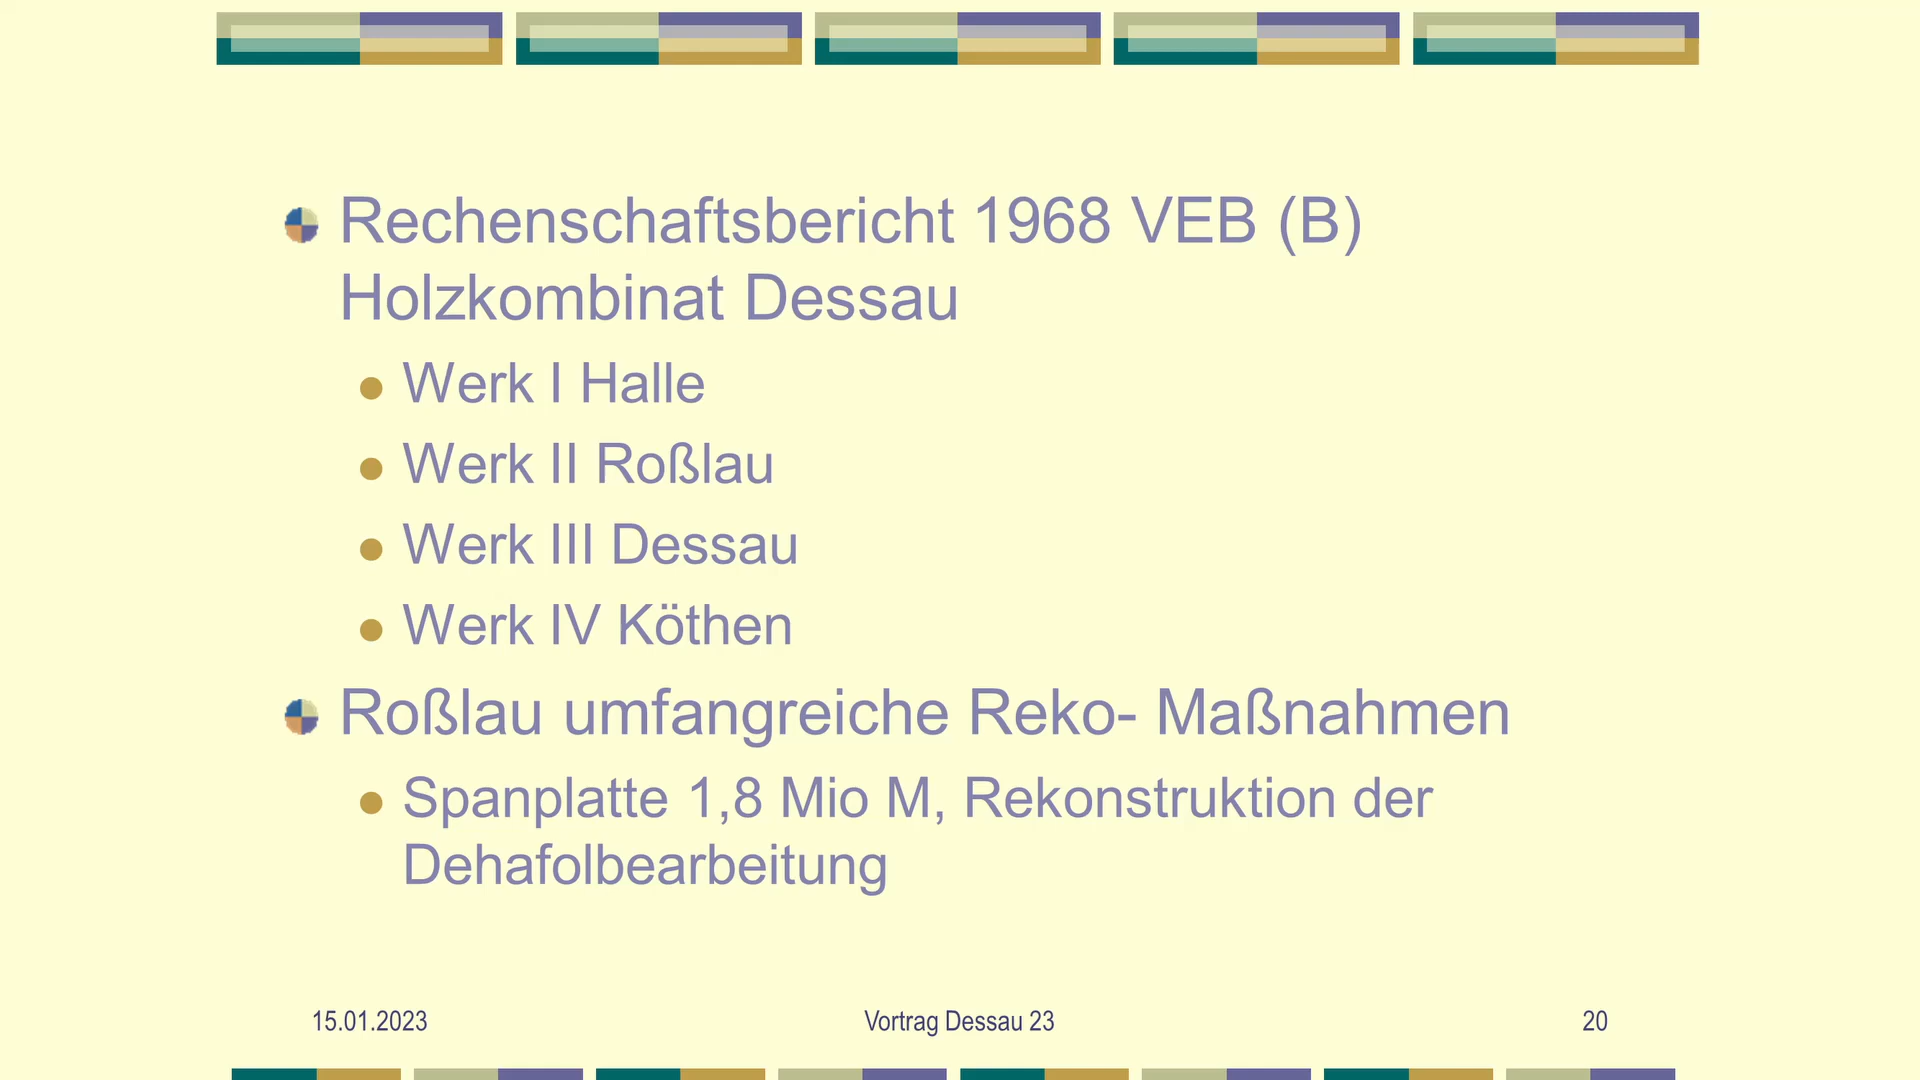 Rechenschaftsbericht 1968 VEB (B)
Holzkombinat Dessau
Werk I Halle
Werk II Roßlau
Werk III Dessau
Werk IV Köthen
Roßlau umfangreiche Reko- Maßnahmen
Spanplatte 1,8 Mio M, Rekonstruktion der
Dehafolbearbeitung
15.01.2023
Vortrag Dessau 23
20